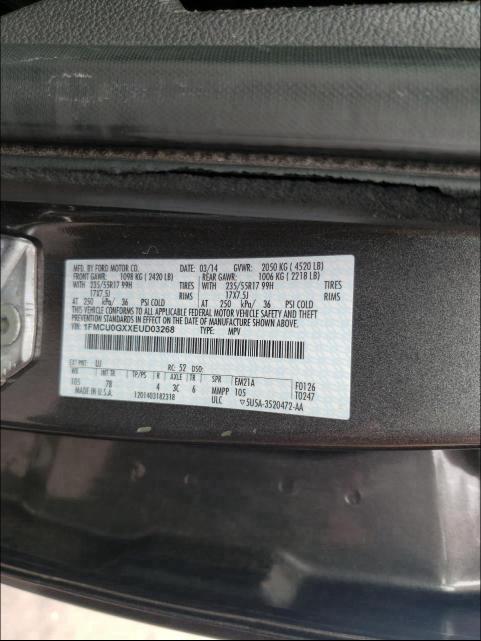 MFD. BY FORD MOTOR CO. DATE: 03/14 GVWR: 2050 KG ( 4520 LB)
FRONT GAWR: 1098 KG ( 2420 LB) REAR GAWR: 1006 KG ( 2218 LB)
WITH 235/55R17 99H TIRES WITH 235/55R17 99H TIRES
17X7.5J RIMS 17X7.5J RIMS
AT 250 kPa/ 36 PSI COLD AT 250 kPa/ 36 PSI COLD
THIS VEHICLE CONFORMS TO ALL APPLICABLE FEDERAL MOTOR VEHICLE SAFETY AND THEFT
PREVENTION STANDARDS IN EFFECT ON THE DATE OF MANUFACTURE SHOWN ABOVE.
VIN: 1FMCU0GXXEUD03268 TYPE: MPV
EXT PNT: UJ RC: 52 DSO:
WB INT TR TP/PS R AXLE TR SPR EM21A F0126
105 78 4 3C 6 MMPP 105 T0247
MADE IN U.S.A. 1201403182318 ULC ▽5U5A-3520472-AA